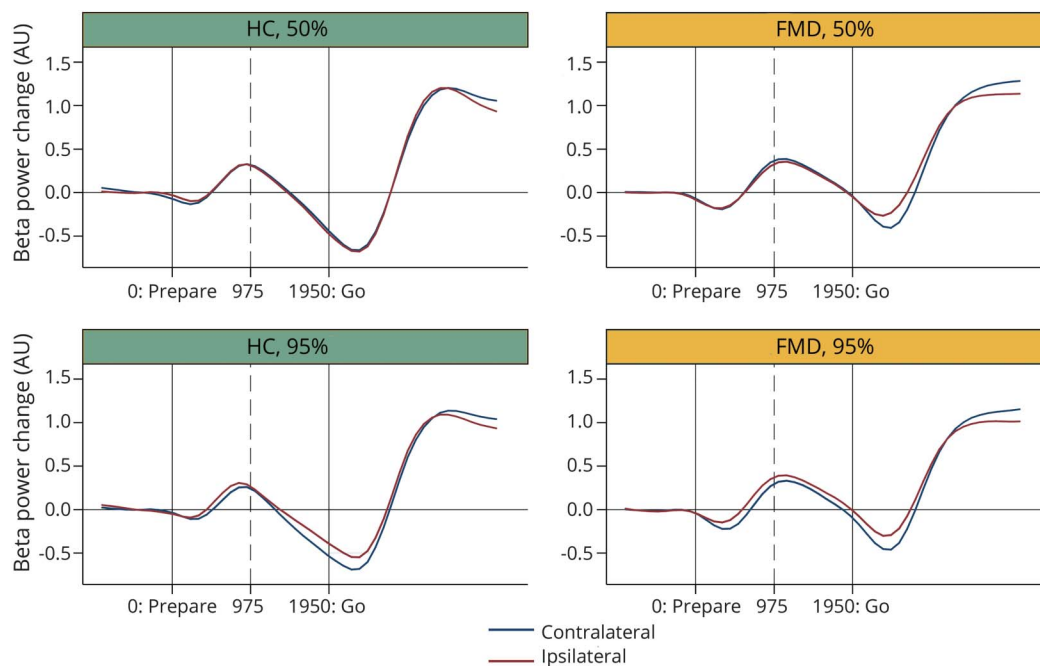 HC, 50%
FMD, 50%
Beta power change (AU)
1.5
1.0
0.5
0.0
-0.5
0: Prepare 975 1950: Go
1.5
1.0
0.5
0.0
-0.5
0: Prepare 975 1950: Go
HC, 95%
FMD, 95%
Beta power change (AU)
1.5
1.0
0.5
0.0
-0.5
0: Prepare 975 1950: Go
1.5
1.0
0.5
0.0
-0.5
0: Prepare 975 1950: Go
Contralateral
Ipsilateral